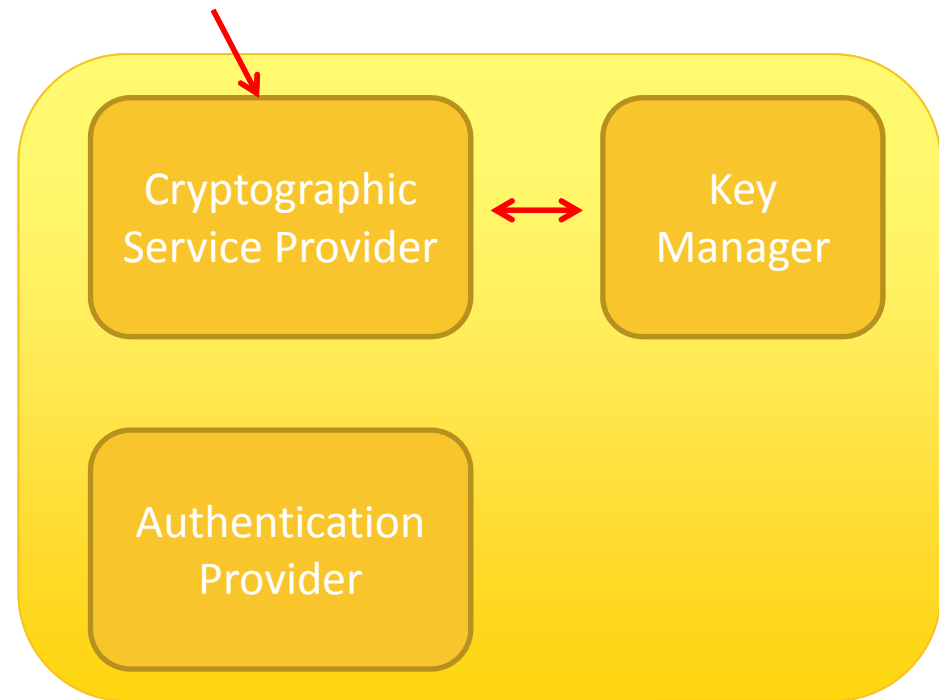 Cryptographic
Service Provider
Key
Manager
Authentication
Provider